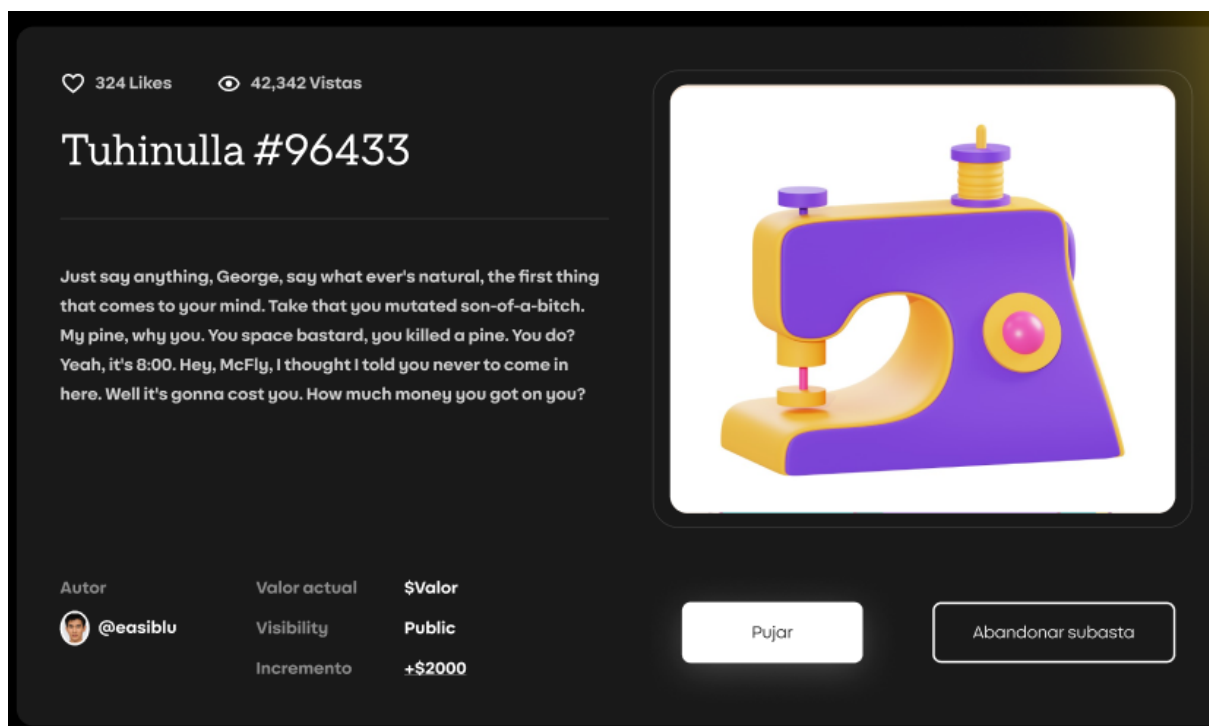 324 Likes
42,342 Vistas
Tuhinulla #96433
Just say anything, George, say what ever's natural, the first thing
that comes to your mind. Take that you mutated son-of-a-bitch.
My pine, why you. You space bastard, you killed a pine. You do?
Yeah, it's 8:00. Hey, McFly, I thought I told you never to come in
here. Well it's gonna cost you. How much money you got on you?
Autor
@easiblu
Valor actual $Valor
Visibility Public
Incremento +$2000
Pujar
Abandonar subasta